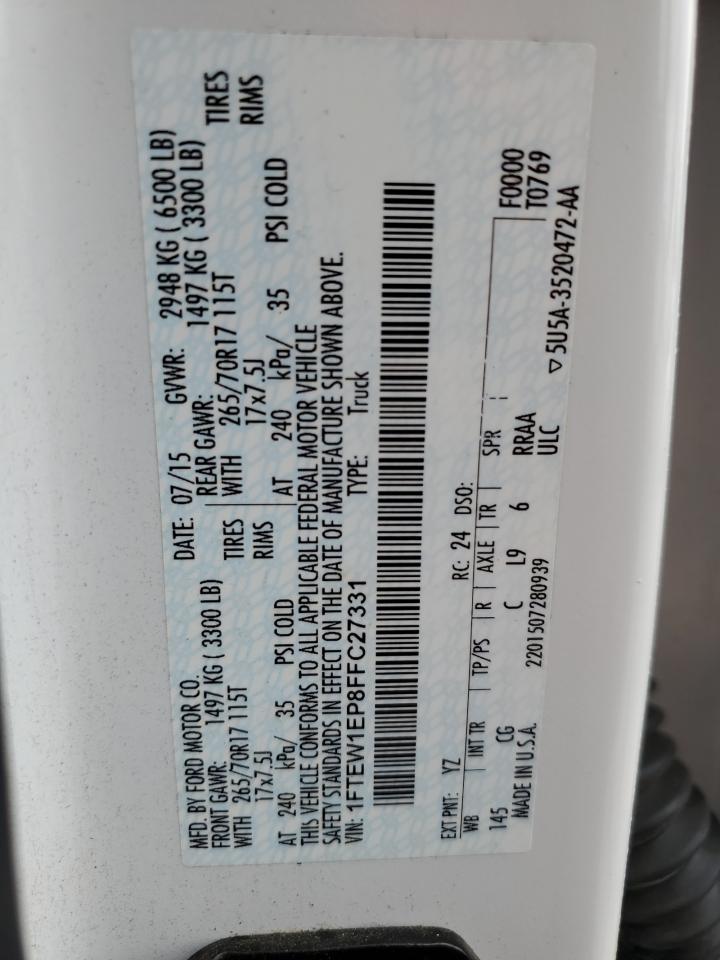 MFD. BY FORD MOTOR CO. DATE: 07/15 GVWR: 2948 KG ( 6500 LB)
FRONT GAWR: 1497 KG ( 3300 LB) REAR GAWR: 1497 KG ( 3300 LB)
WITH 265/70R17 115T TIRES WITH 265/70R17 115T TIRES
17x7.5J RIMS 17x7.5J RIMS
AT 240 kPa/ 35 PSI COLD AT 240 kPa/ 35 PSI COLD
THIS VEHICLE CONFORMS TO ALL APPLICABLE FEDERAL MOTOR VEHICLE
SAFETY STANDARDS IN EFFECT ON THE DATE OF MANUFACTURE SHOWN ABOVE.
VIN: 1FTEW1EP8FFC27331 TYPE: Truck
EXT PNT: YZ RC: 24 DSO: F0000
WB INT TR TP/PS R AXLE TR SPR T0769
145 CG C L9 6 RRAA
MADE IN U.S.A. 2201507280939 ULC
▽5U5A-3520472-AA